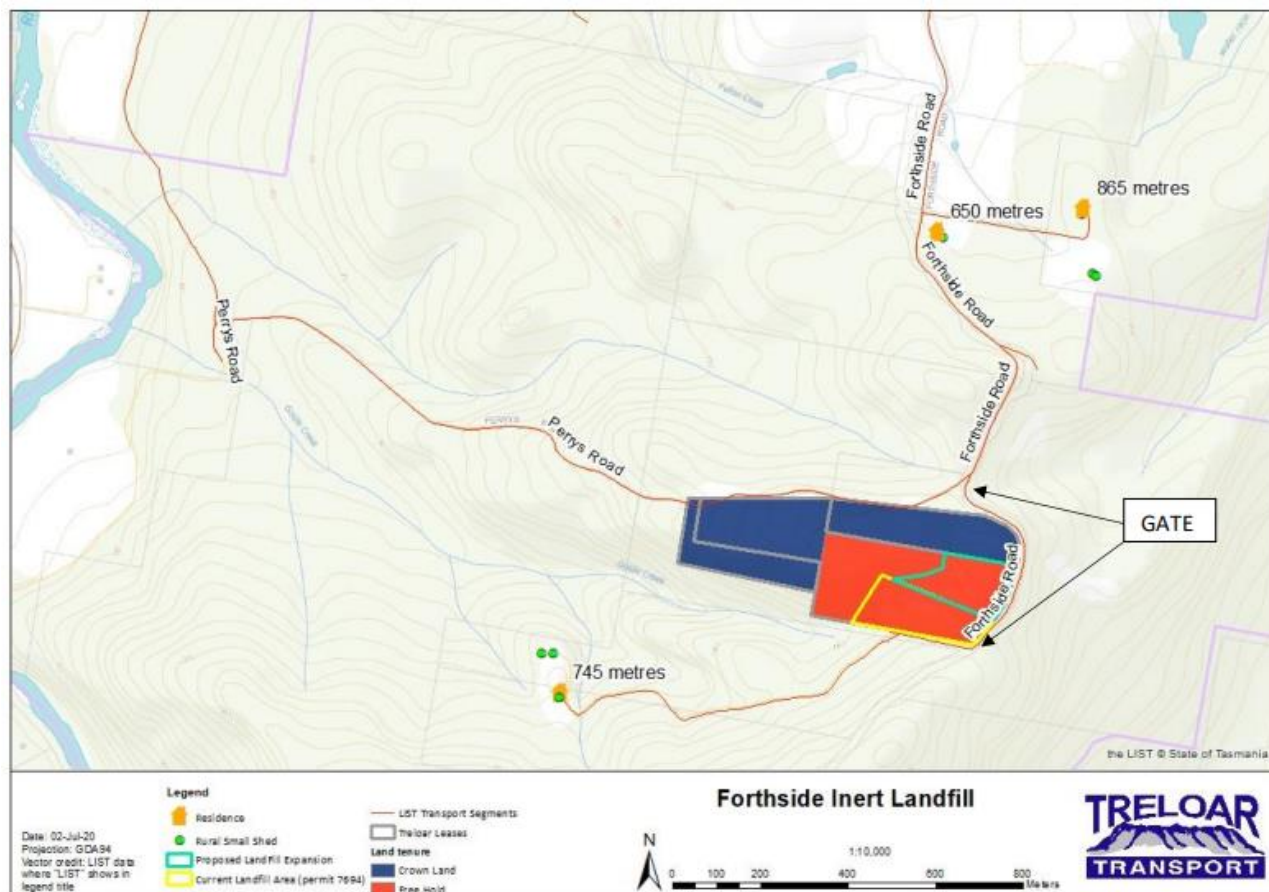 Forthside Road
FORTHSIDE
ROAD
865 metres
650 metres
Forthside Road
Perrys Road
Forthside Road
PERRYS
Perrys Road
GATE
Forthside Road
745 metres
the LIST © State of Tasmania
Legend
Residence
Rural Small Shed
Proposed Landfill Expansion
Current Landfill Area (permit 7694)
LIST Transport Segments
Treloar Leases
Land tenure
Crown Land
Free Hold
Date: 02-Jul-20
Projection: GDA94
Vector credit: LIST data
where "LIST" shows in
legend title
Forthside Inert Landfill
N
1:10,000
0 100 200 400 600 800
Meters
TRELOAR
TRANSPORT